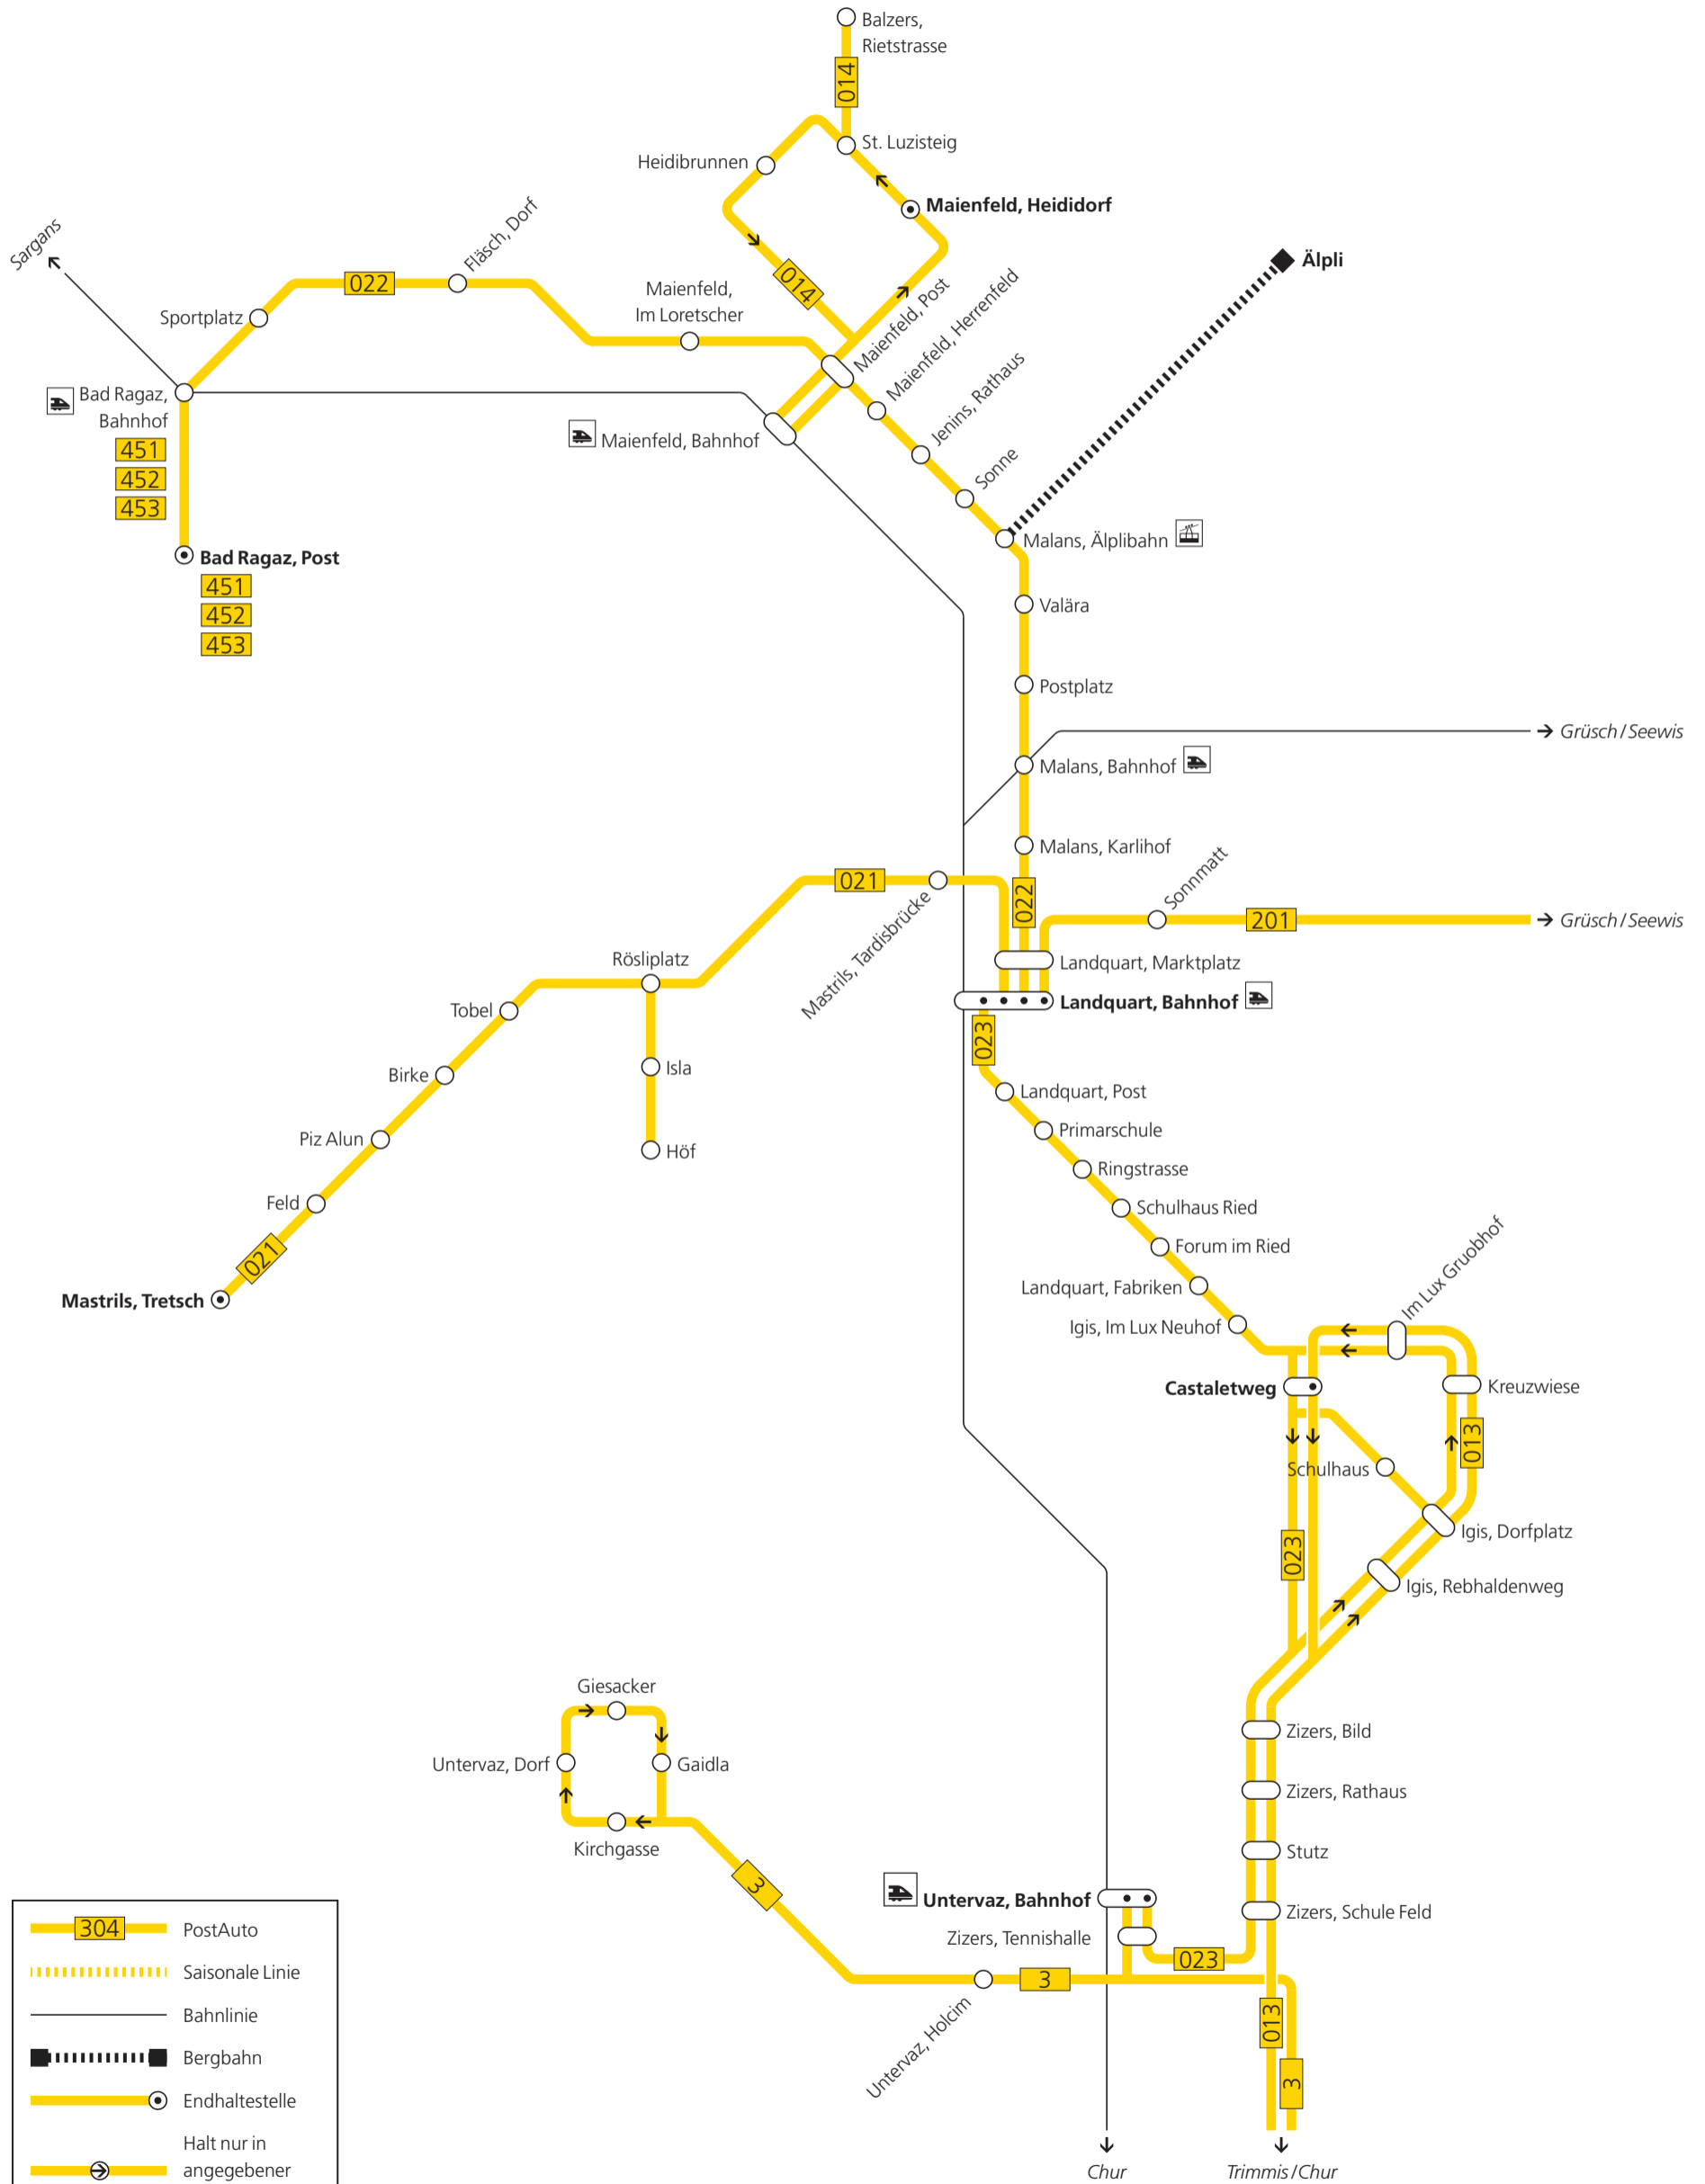 Balzers,
Rietstrasse
014
St. Luzisteig
Heidibrunnen
Maienfeld, Heididorf
Sargans
Fläsch, Dorf
Älpli
022
014
Maienfeld,
Im Loretscher
Sportplatz
Maienfeld, Post
Maienfeld, Herrenfeld
Jenins, Rathaus
Bad Ragaz,
Bahnhof
451
452
453
Maienfeld, Bahnhof
Sonne
Malans, Älplibahn
Bad Ragaz, Post
451
452
453
Valära
Postplatz
Grüsch/Seewis
Malans, Bahnhof
Malans, Karlihof
021
022
Sonnmatt
201
Grüsch/Seewis
Mastrils, Tardisbrücke
Rösliplatz
Landquart, Marktplatz
Landquart, Bahnhof
Tobel
023
Isla
Birke
Landquart, Post
Primarschule
Piz Alun
Höf
Ringstrasse
Feld
Schulhaus Ried
021
Forum im Ried
Landquart, Fabriken
Mastrils, Tretsch
Igis, Im Lux Neuhof
Im Lux Gruobhof
Castaletweg
Kreuzwiese
013
Schulhaus
Igis, Dorfplatz
023
Igis, Rebhaldenweg
Giesacker
Zizers, Bild
Untervaz, Dorf
Gaidla
Zizers, Rathaus
Kirchgasse
Stutz
3
Untervaz, Bahnhof
Zizers, Schule Feld
Zizers, Tennishalle
023
3
Untervaz, Holcim
013
3
Chur
Trimmis/Chur
304
PostAuto
Saisonale Linie
Bahnlinie
Bergbahn
Endhaltestelle
Halt nur in
angegebener